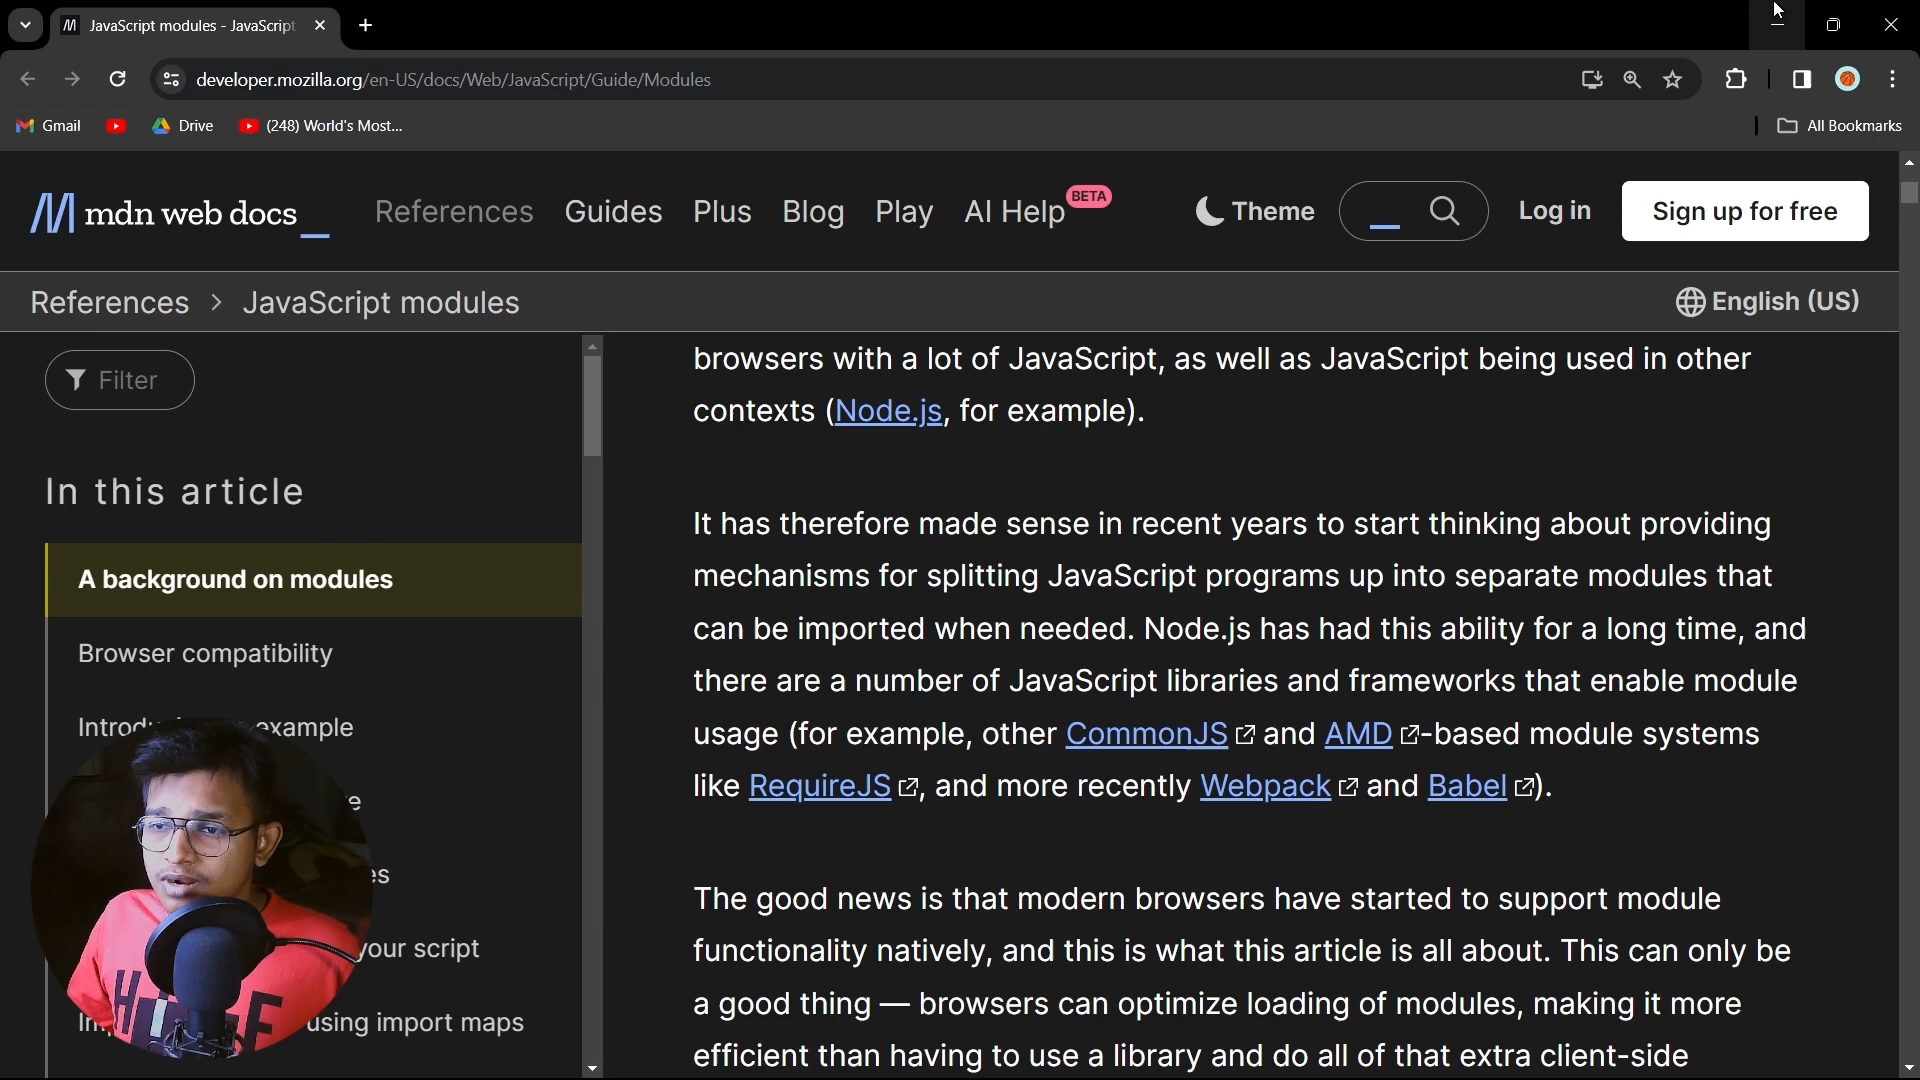 JavaScript modules - JavaScript
developer.mozilla.org/en-US/docs/Web/JavaScript/Guide/Modules
Gmail
Drive
(248) World's Most...
All Bookmarks
mdn web docs
References
Guides
Plus
Blog
Play
AI Help
BETA
Theme
Log in
Sign up for free
References > JavaScript modules
English (US)
Filter
In this article
A background on modules
Browser compatibility
example
your script
using import maps
browsers with a lot of JavaScript, as well as JavaScript being used in other
contexts (Node.js, for example).
It has therefore made sense in recent years to start thinking about providing
mechanisms for splitting JavaScript programs up into separate modules that
can be imported when needed. Node.js has had this ability for a long time, and
there are a number of JavaScript libraries and frameworks that enable module
usage (for example, other CommonJS and AMD-based module systems
like RequireJS, and more recently Webpack and Babel).
The good news is that modern browsers have started to support module
functionality natively, and this is what this article is all about. This can only be
a good thing — browsers can optimize loading of modules, making it more
efficient than having to use a library and do all of that extra client-side